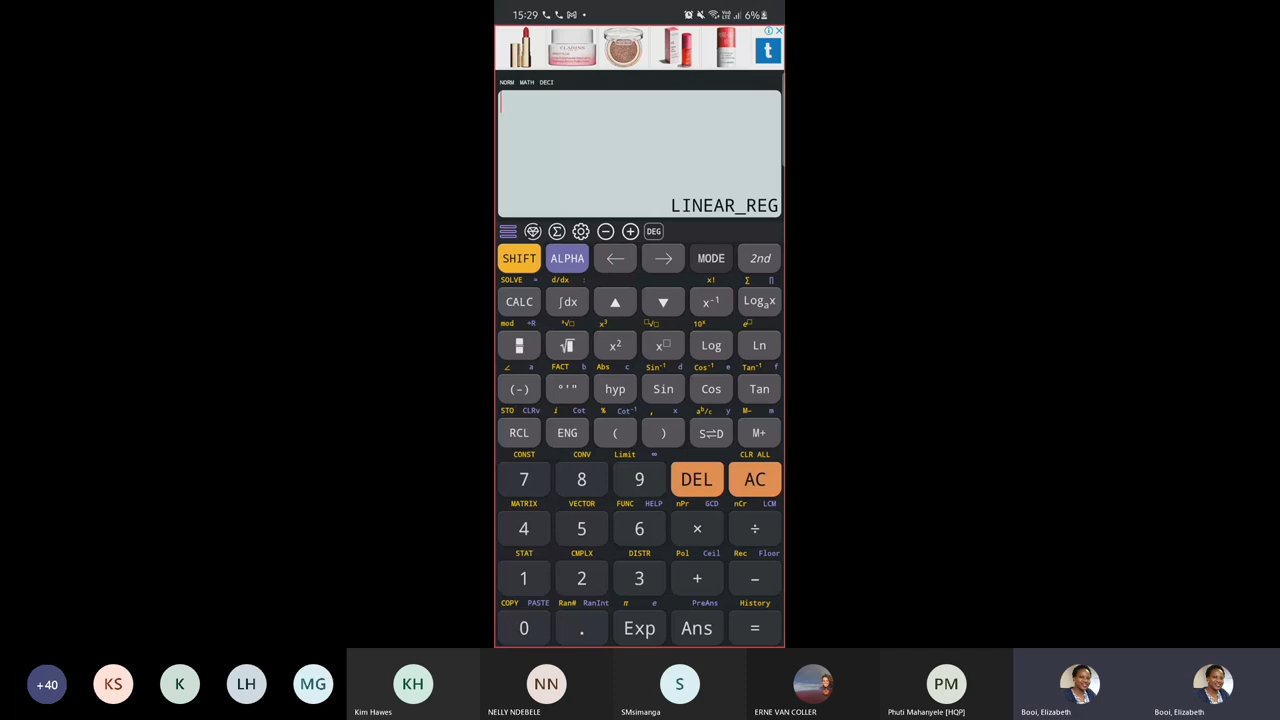 15:29
6%
CLARINS
t
NORM MATH DECI
LINEAR_REG
DEG
SHIFT ALPHA ← → MODE 2nd
SOLVE = d/dx : x! ∑ ∏
CALC ∫dx ▲ ▼ x⁻¹ Logₐx
mod ÷R ³√□ x³ □√□ 10ˣ e□
√ x² x□ Log Ln
∠ a FACT b Abs c Sin⁻¹ d Cos⁻¹ e Tan⁻¹ f
(-) °'" hyp Sin Cos Tan
STO CLRv i Cot % Cot⁻¹ , x aᵇ/c y M- m
RCL ENG ( ) S⇌D M+
CONST CONV Limit ∞ CLR ALL
7 8 9 DEL AC
MATRIX VECTOR FUNC HELP nPr GCD nCr LCM
4 5 6 × ÷
STAT CMPLX DISTR Pol Ceil Rec Floor
1 2 3 + −
COPY PASTE Ran# RanInt π e PreAns History
0 . Exp Ans =
+40 KS K LH MG KH NN S PM
Kim Hawes NELLY NDEBELE SMsimanga ERNE VAN COLLER Phuti Mahanyele [HQP] Booi, Elizabeth Booi, Elizabeth